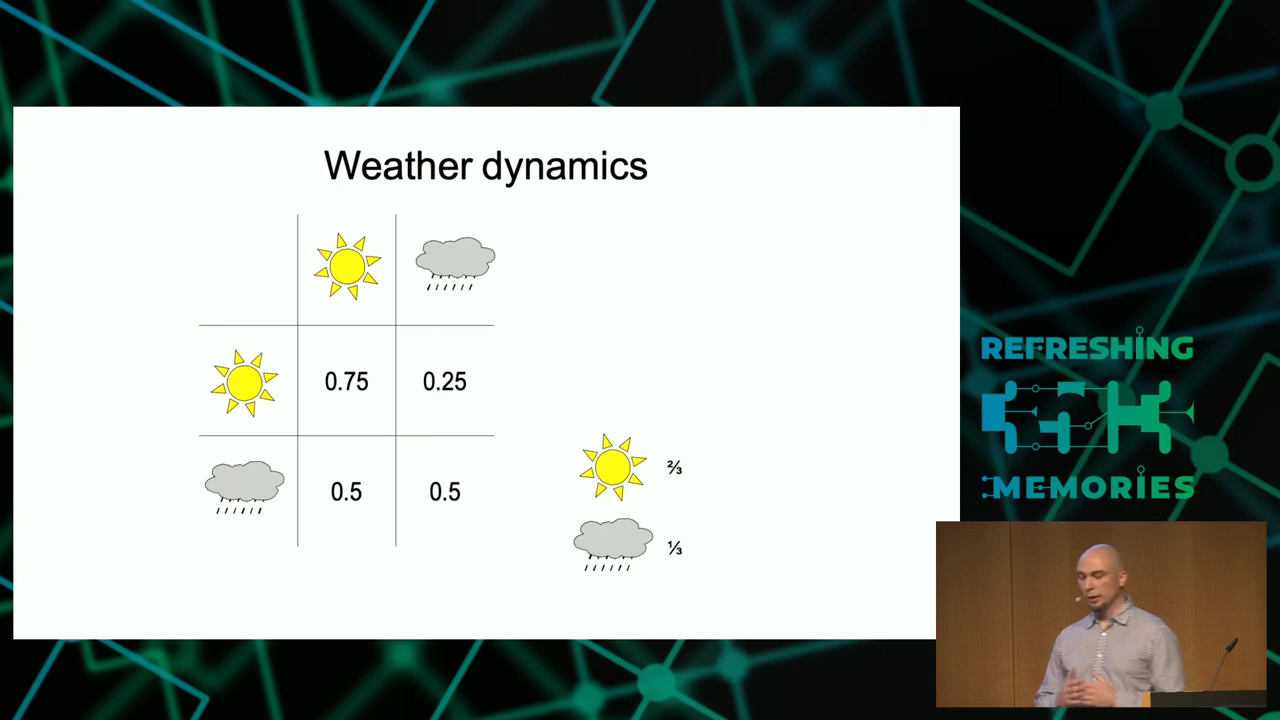 Weather dynamics
0.75 0.25
0.5 0.5
⅔
⅓
REFRESHING
MEMORIES